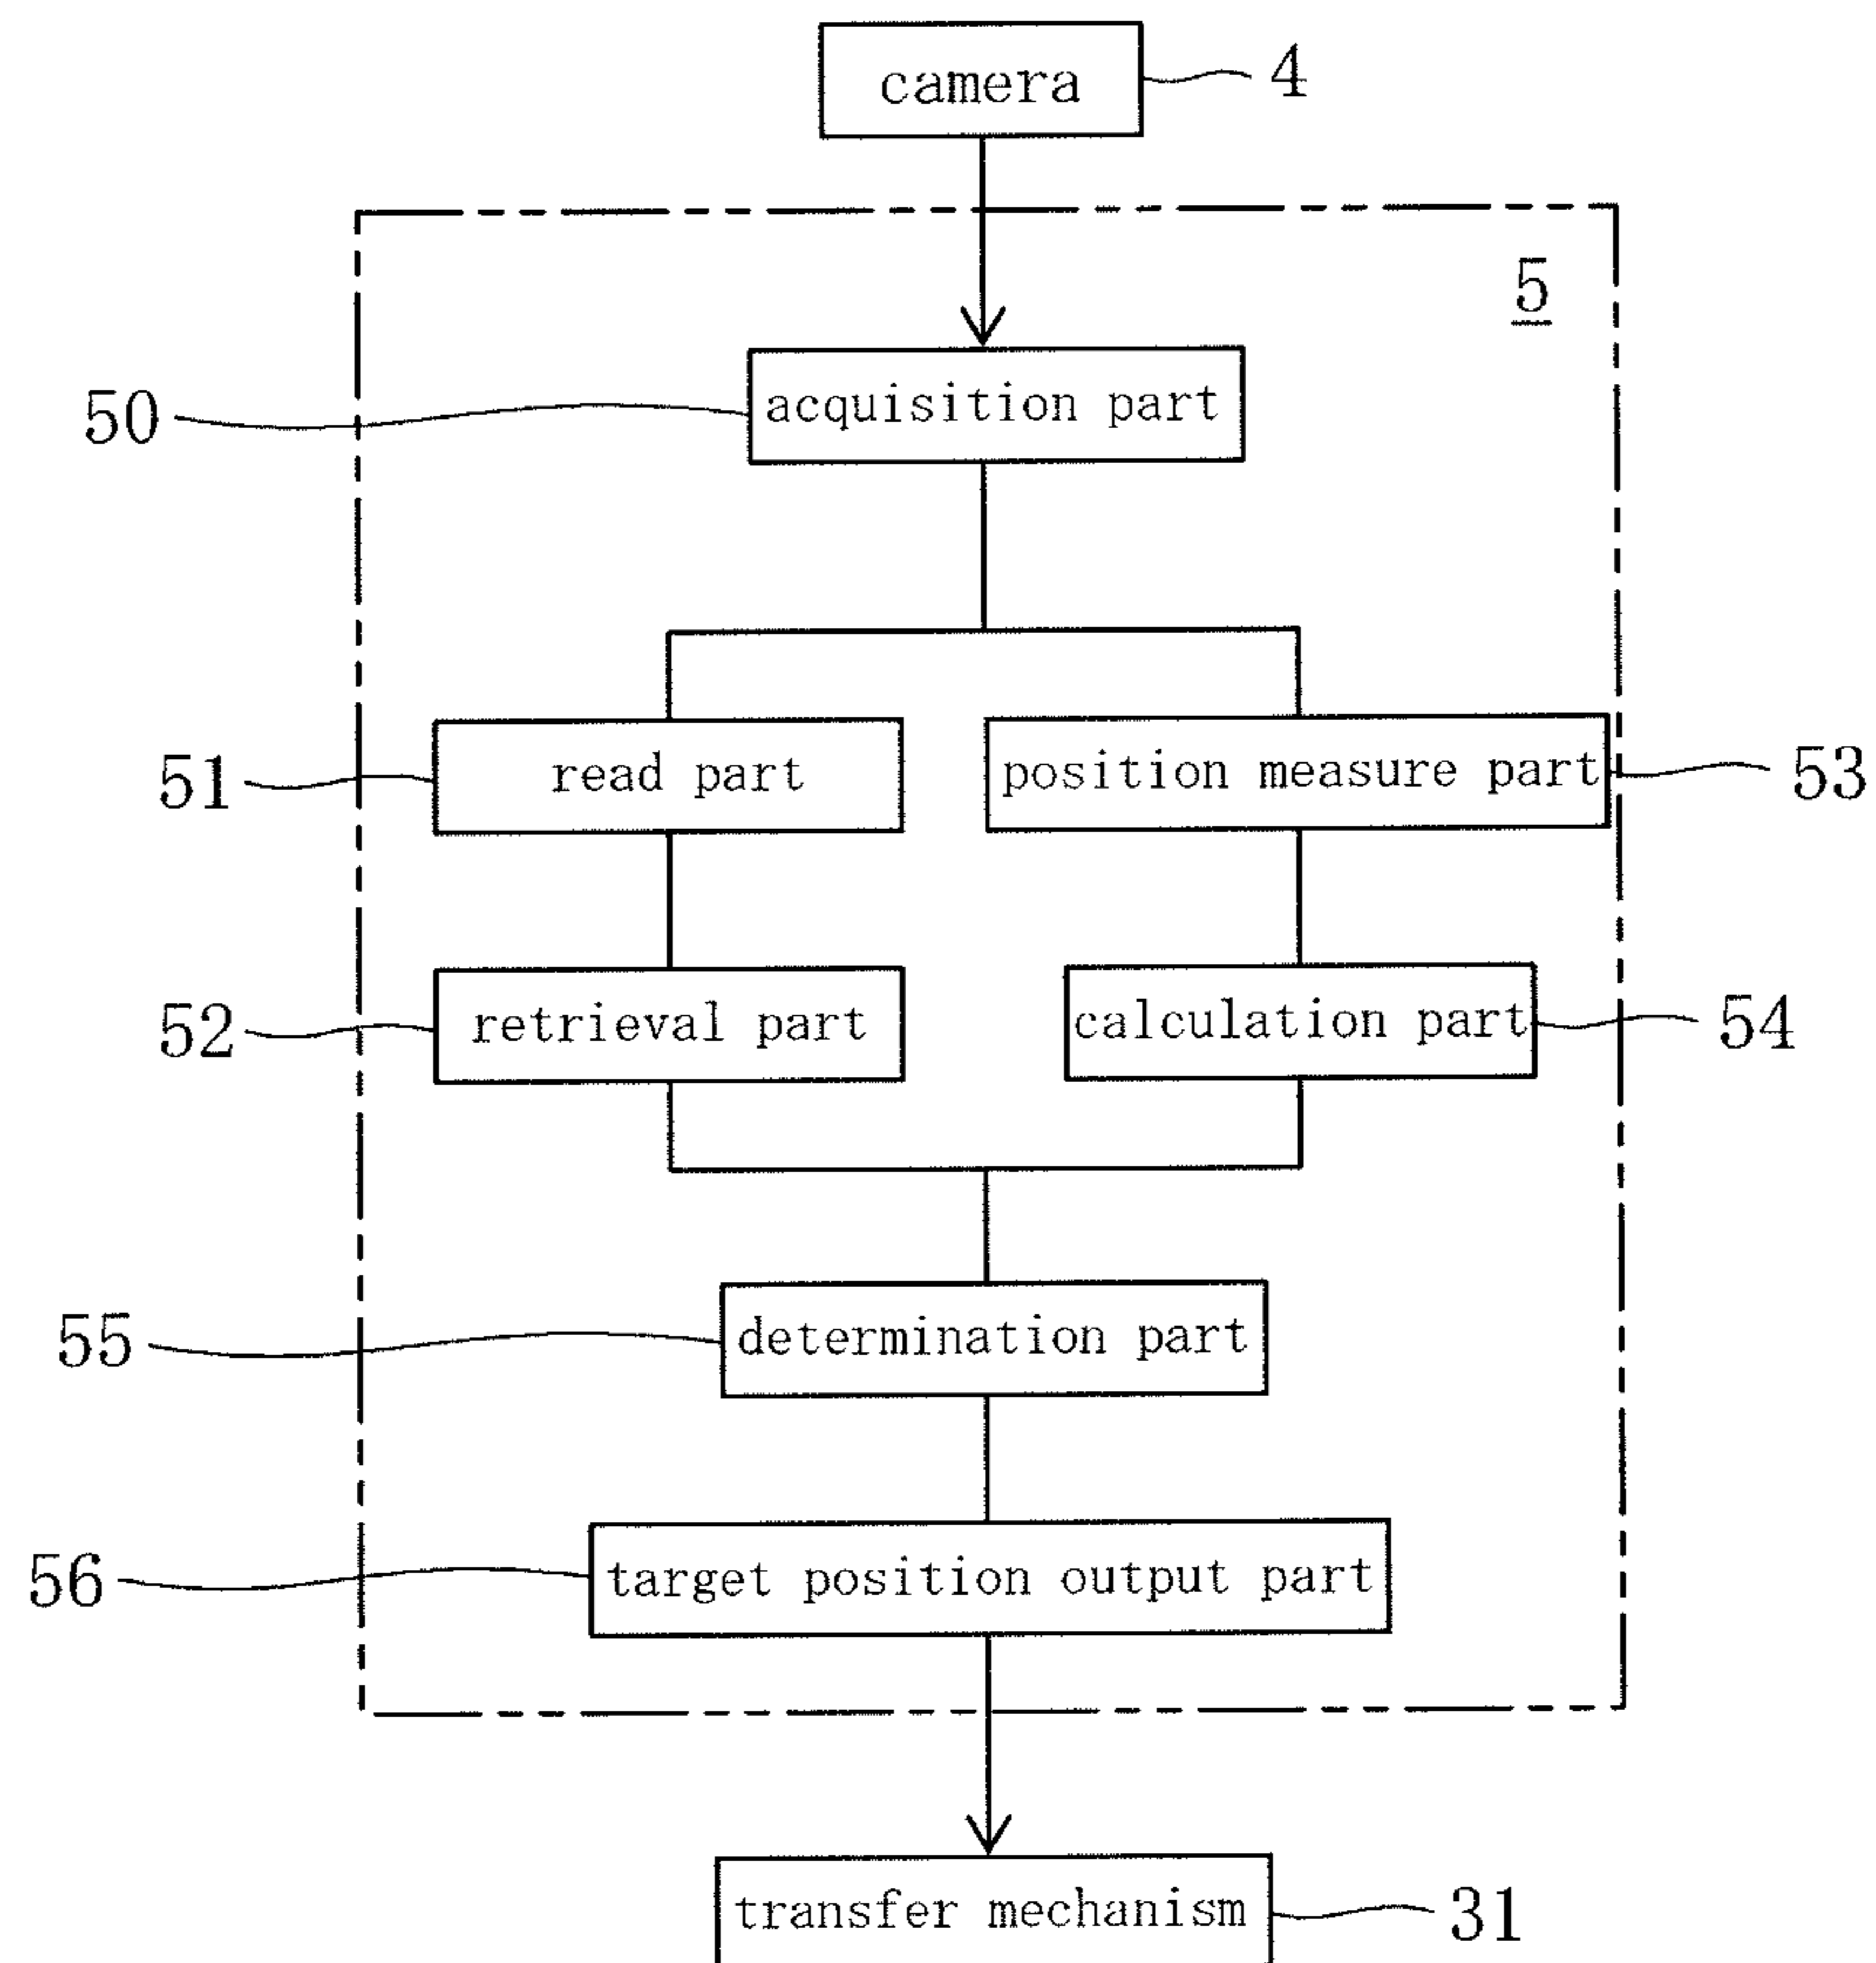 camera 4
5
50 acquisition part
51 read part position measure part 53
52 retrieval part calculation part 54
55 determination part
56 target position output part
transfer mechanism 31